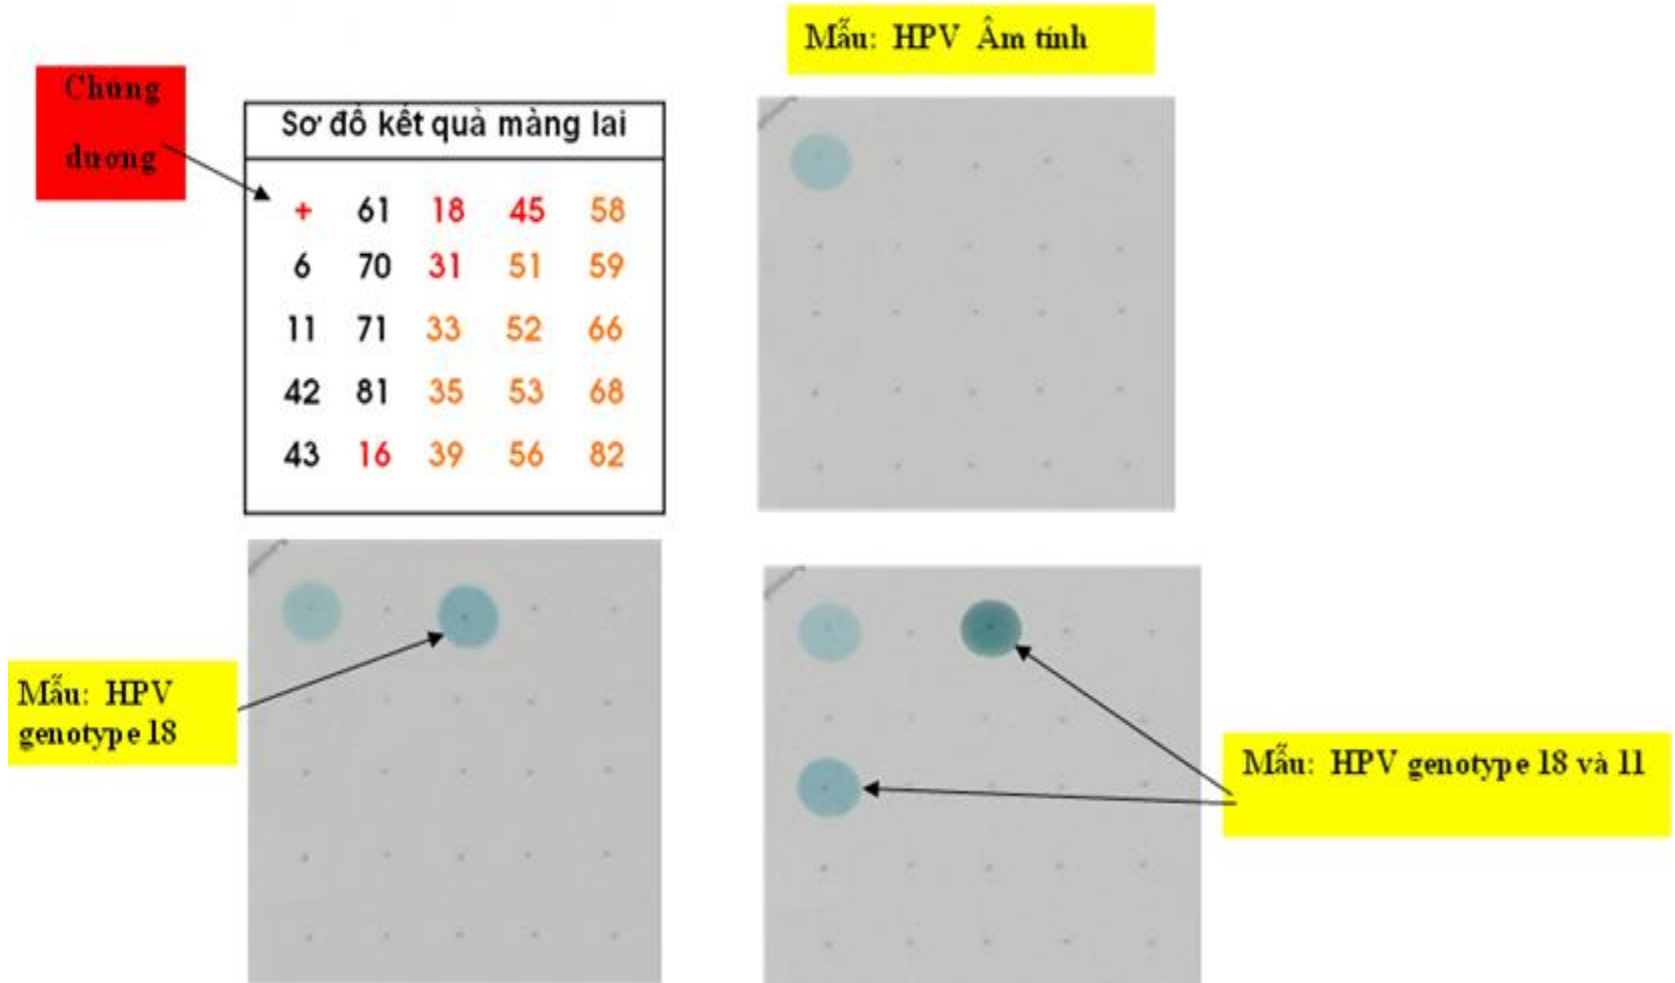 Mẫu: HPV Âm tính
Chúng
dương
Sơ đồ kết quả màng lai
+ 61 18 45 58
6 70 31 51 59
11 71 33 52 66
42 81 35 53 68
43 16 39 56 82
Mẫu: HPV
genotype 18
Mẫu: HPV genotype 18 và 11